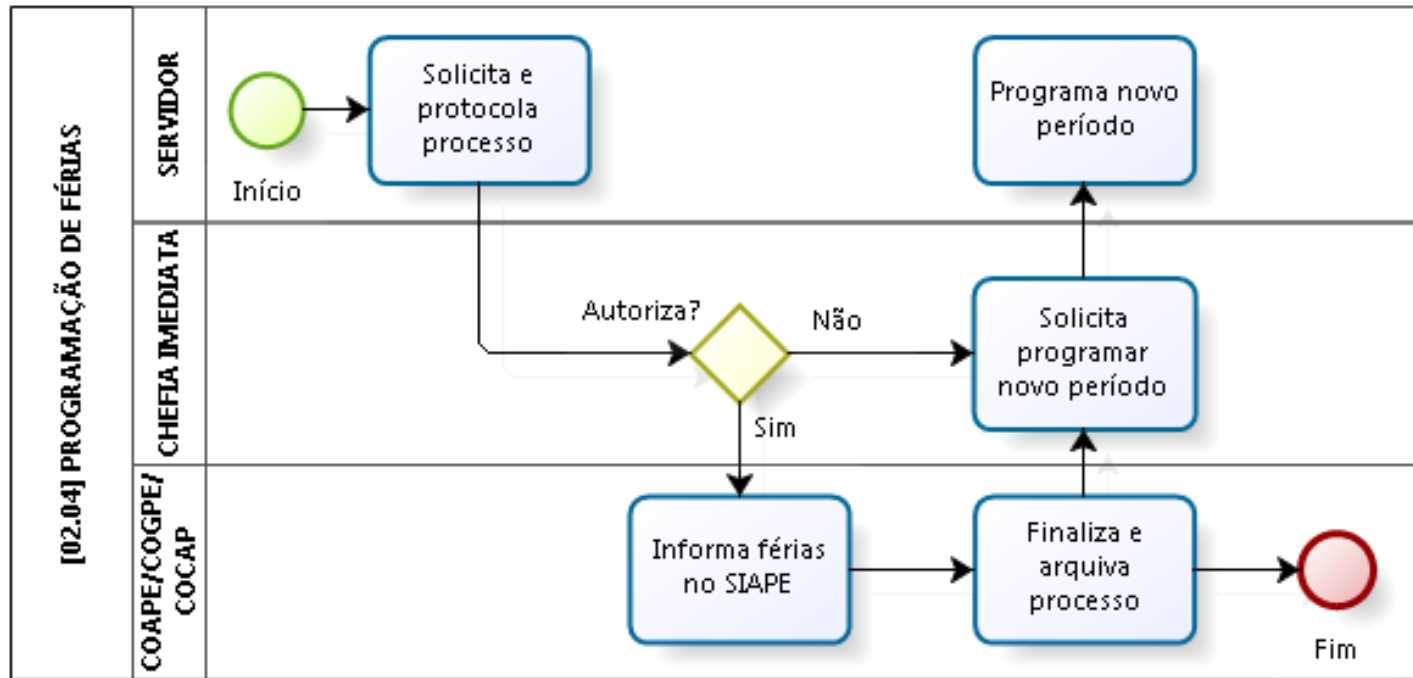 [02.04] PROGRAMAÇÃO DE FÉRIAS
SERVIDOR
Início
Solicita e
protocola
processo
Programa novo
período
CHEFIA IMEDIATA
Autoriza?
Não
Sim
Solicita
programar
novo período
COAPE/COGPE/
COCAP
Informa férias
no SIAPE
Finaliza e
arquiva
processo
Fim